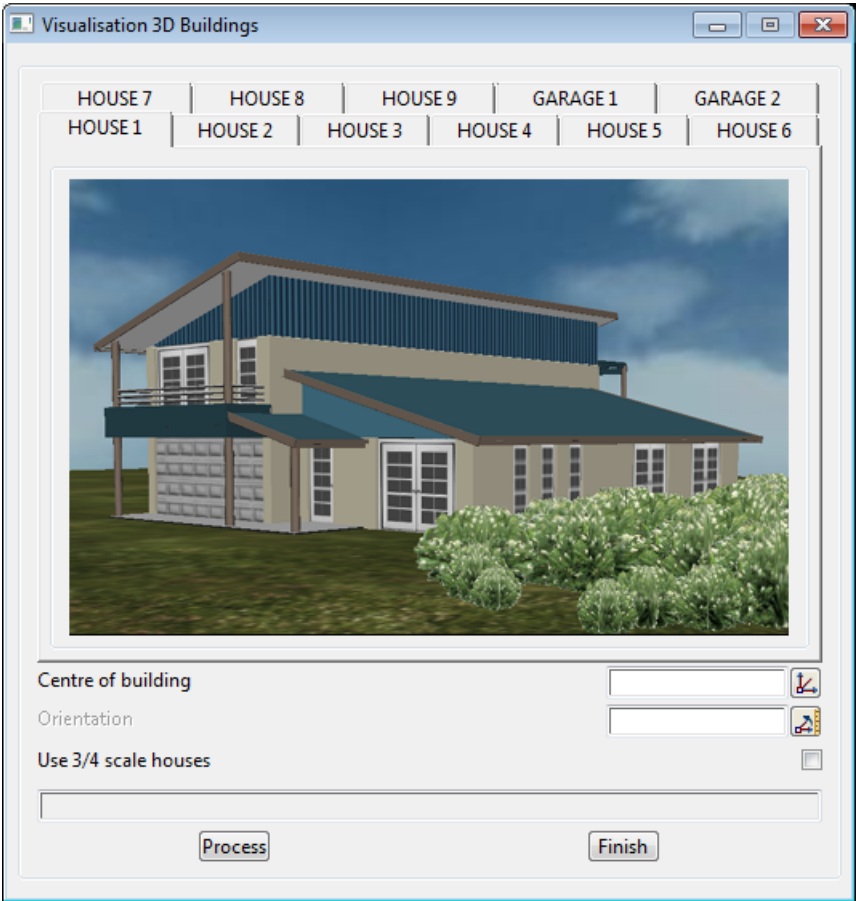 Visualisation 3D Buildings
HOUSE 7 HOUSE 8 HOUSE 9 GARAGE 1 GARAGE 2
HOUSE 1 HOUSE 2 HOUSE 3 HOUSE 4 HOUSE 5 HOUSE 6
Centre of building
Orientation
Use 3/4 scale houses
Process Finish